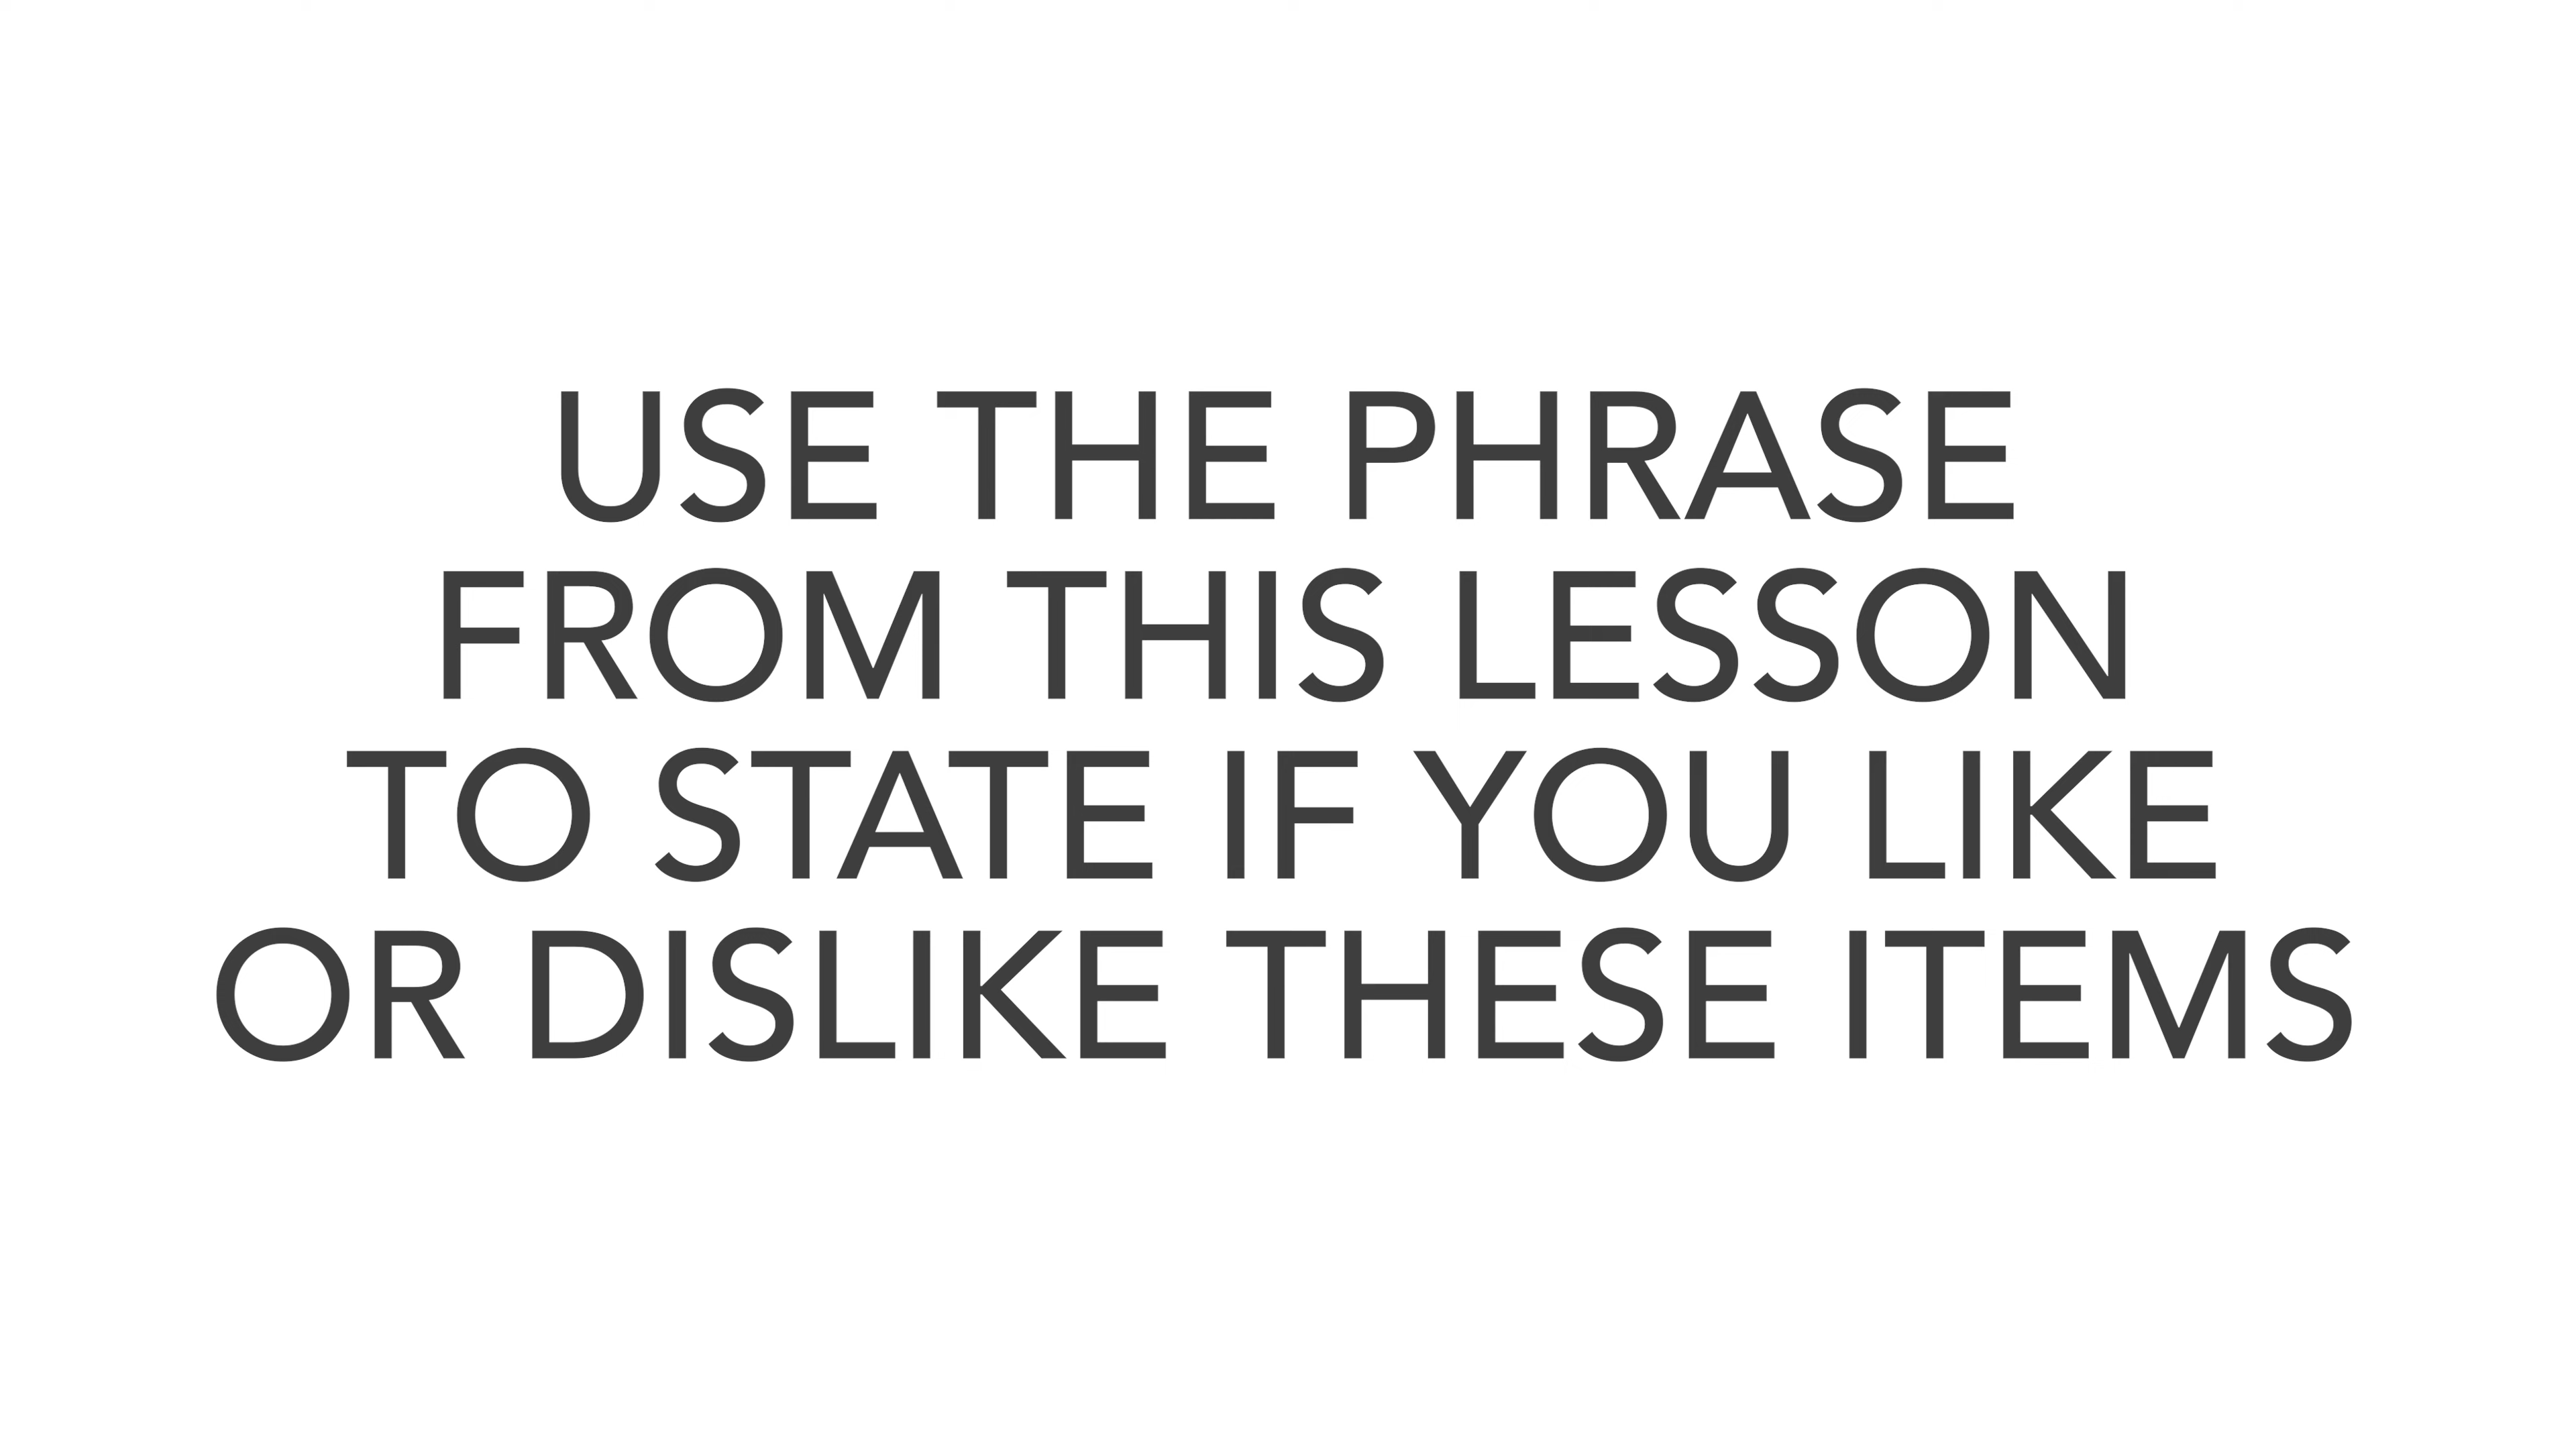 USE THE PHRASE
FROM THIS LESSON
TO STATE IF YOU LIKE
OR DISLIKE THESE ITEMS